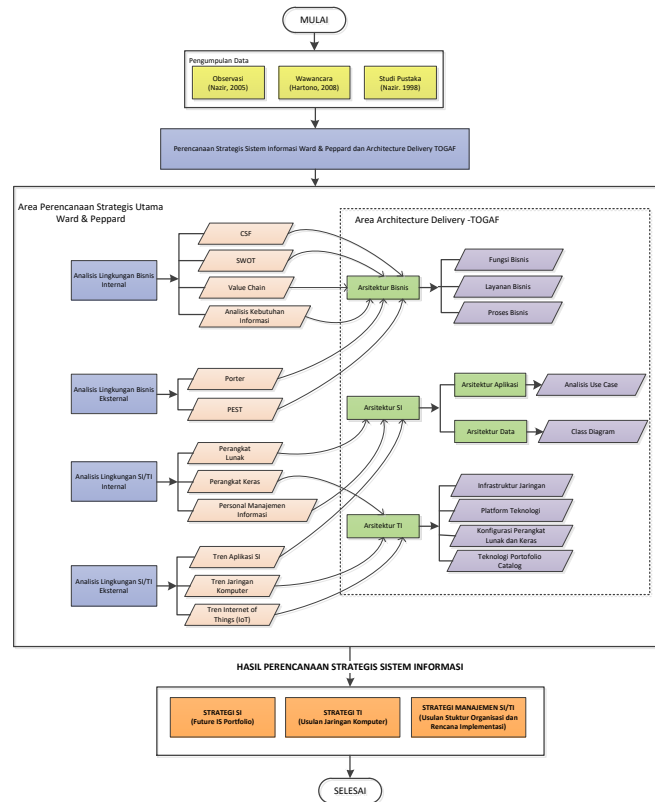 MULAI
Pengumpulan Data
Observasi
(Nazir, 2005)
Wawancara
(Hartono, 2008)
Studi Pustaka
(Nazir. 1998)
Perencanaan Strategis Sistem Informasi Ward & Peppard dan Architecture Delivery TOGAF
Area Perencanaan Strategis Utama
Ward & Peppard
Area Architecture Delivery -TOGAF
Analisis Lingkungan Bisnis
Internal
CSF
SWOT
Value Chain
Analisis Kebutuhan
Informasi
Arsitektur Bisnis
Fungsi Bisnis
Layanan Bisnis
Proses Bisnis
Analisis Lingkungan Bisnis
Eksternal
Porter
PEST
Arsitektur SI
Arsitektur Aplikasi
Analisis Use Case
Arsitektur Data
Class Diagram
Analisis Lingkungan SI/TI
Internal
Perangkat
Lunak
Perangkat Keras
Personal Manajemen
Informasi
Arsitektur TI
Infrastruktur Jaringan
Platform Teknologi
Konfigurasi Perangkat
Lunak dan Keras
Teknologi Portofolio
Catalog
Analisis Lingkungan SI/TI
Eksternal
Tren Aplikasi SI
Tren Jaringan
Komputer
Tren Internet of
Things (IoT)
HASIL PERENCANAAN STRATEGIS SISTEM INFORMASI
STRATEGI SI
(Future IS Portfolio)
STRATEGI TI
(Usulan Jaringan Komputer)
STRATEGI MANAJEMEN SI/TI
(Usulan Stuktur Organisasi dan
Rencana Implementasi)
SELESAI